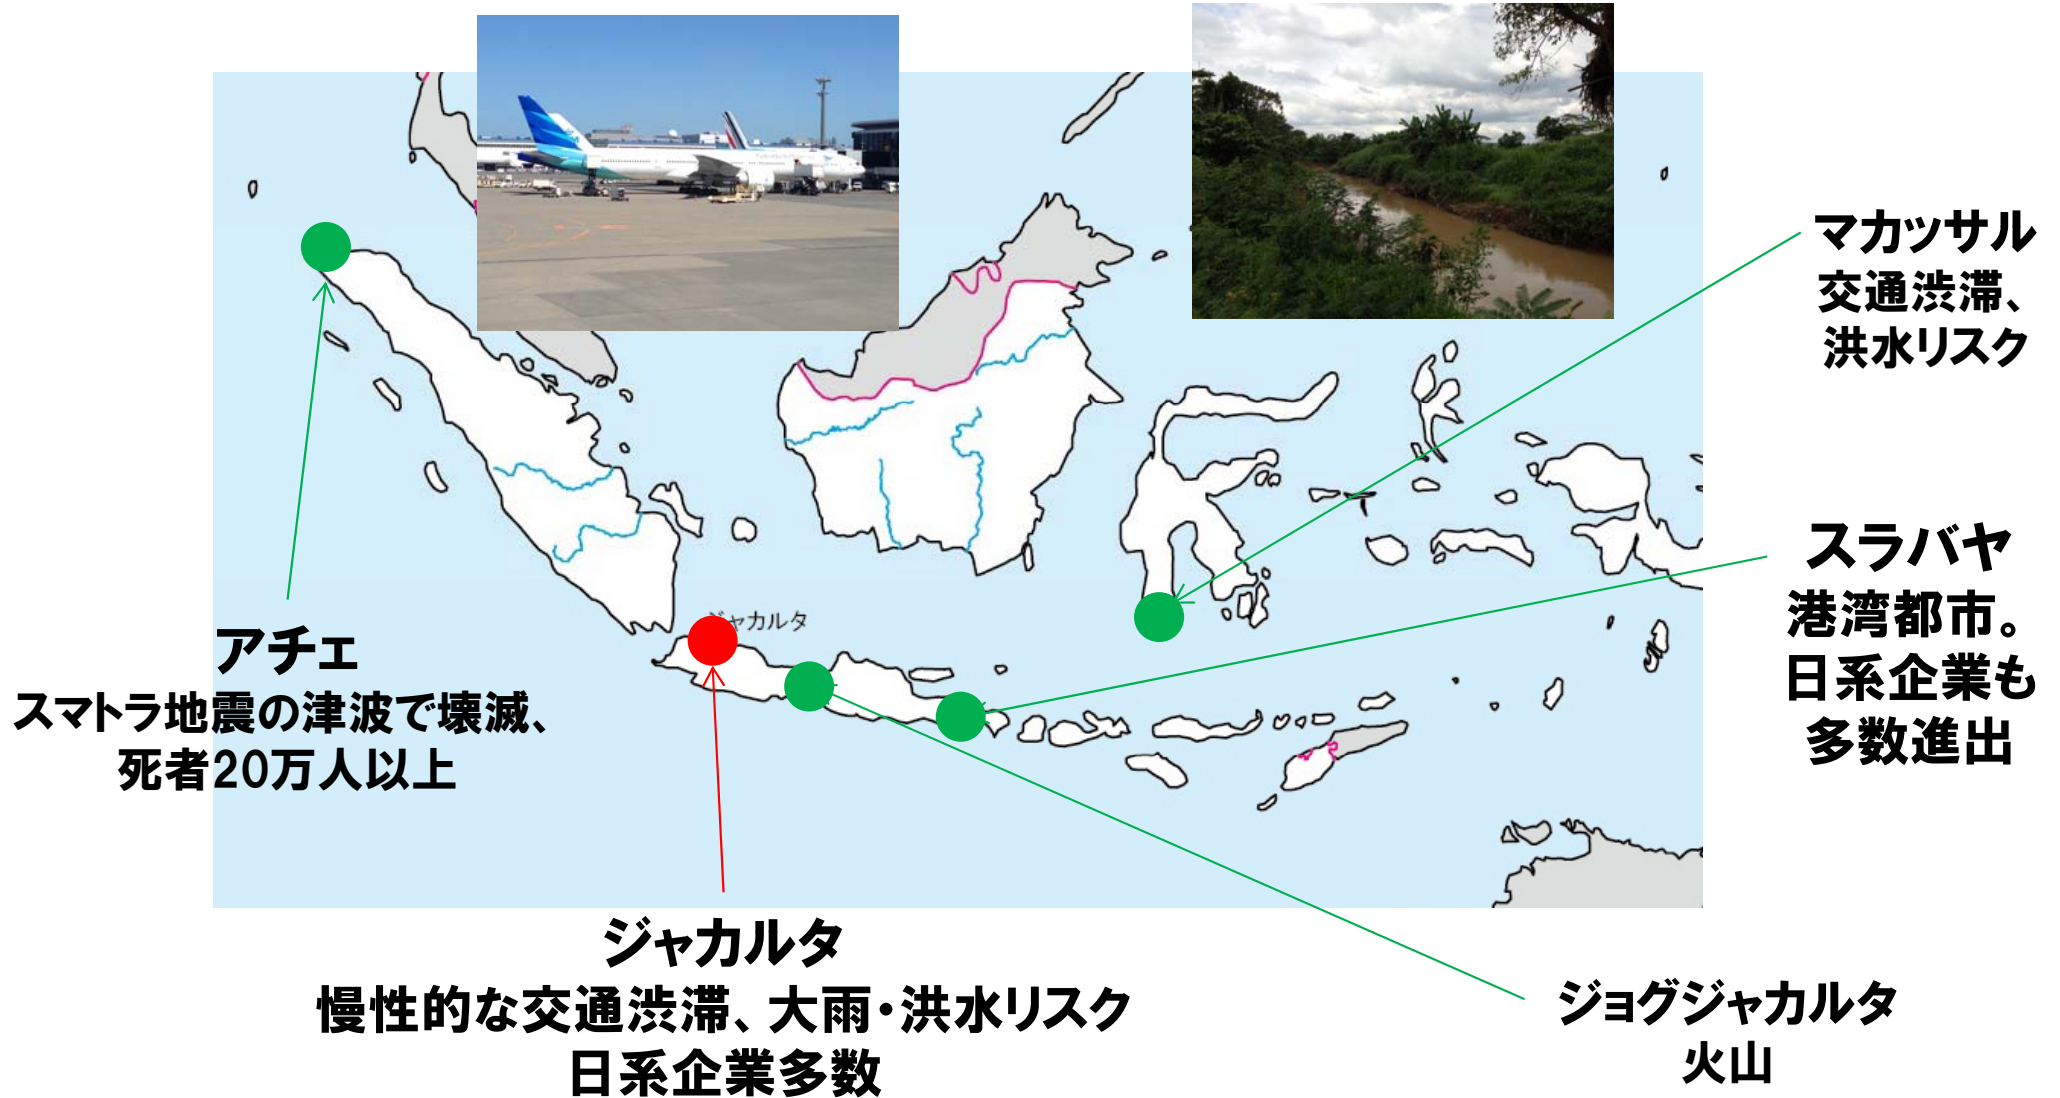 マカッサル
交通渋滞、
洪水リスク
スラバヤ
港湾都市。
日系企業も
多数進出
ジャカルタ
アチェ
スマトラ地震の津波で壊滅、
死者20万人以上
ジャカルタ
慢性的な交通渋滞、大雨・洪水リスク
日系企業多数
ジョグジャカルタ
火山